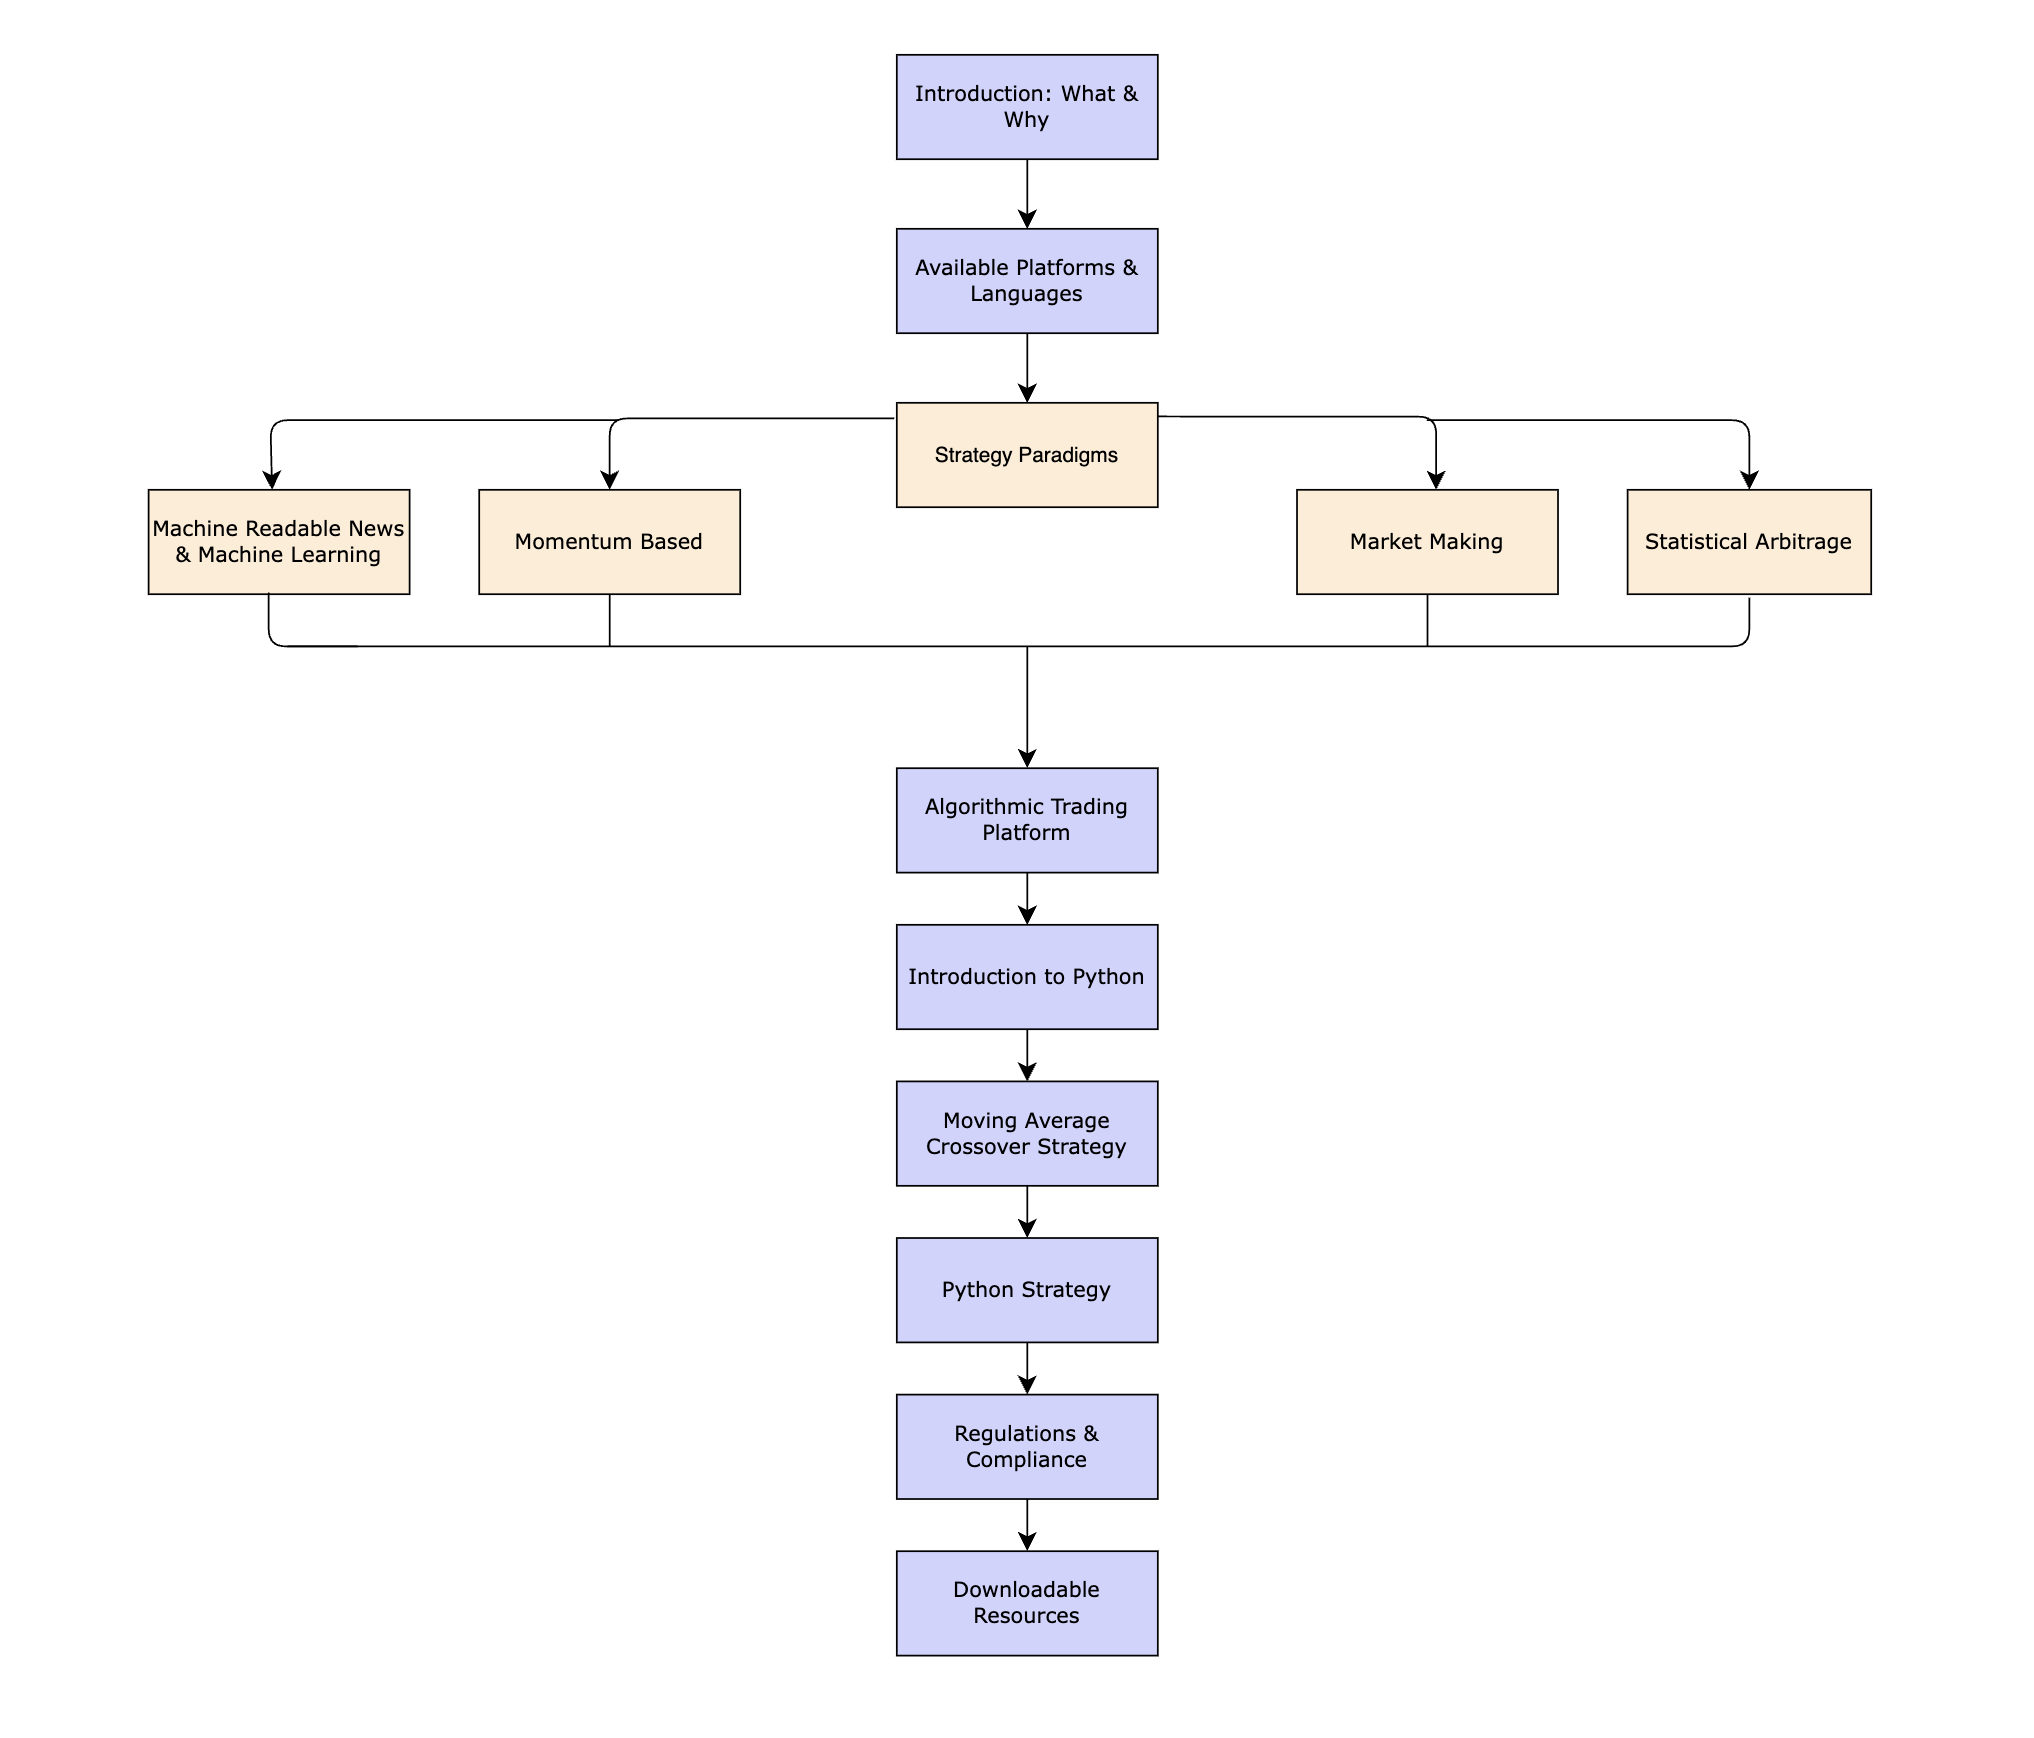 Introduction: What &
Why
Available Platforms &
Languages
Strategy Paradigms
Machine Readable News
& Machine Learning
Momentum Based
Market Making
Statistical Arbitrage
Algorithmic Trading
Platform
Introduction to Python
Moving Average
Crossover Strategy
Python Strategy
Regulations &
Compliance
Downloadable
Resources